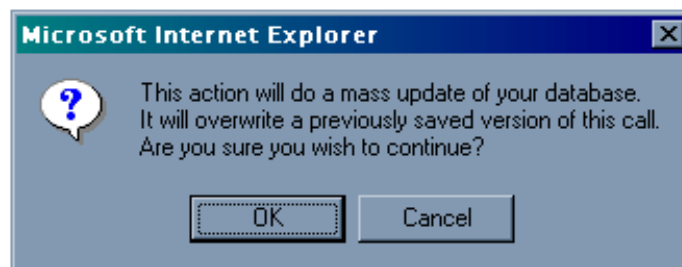 Microsoft Internet Explorer
This action will do a mass update of your database.
It will overwrite a previously saved version of this call.
Are you sure you wish to continue?
OK Cancel